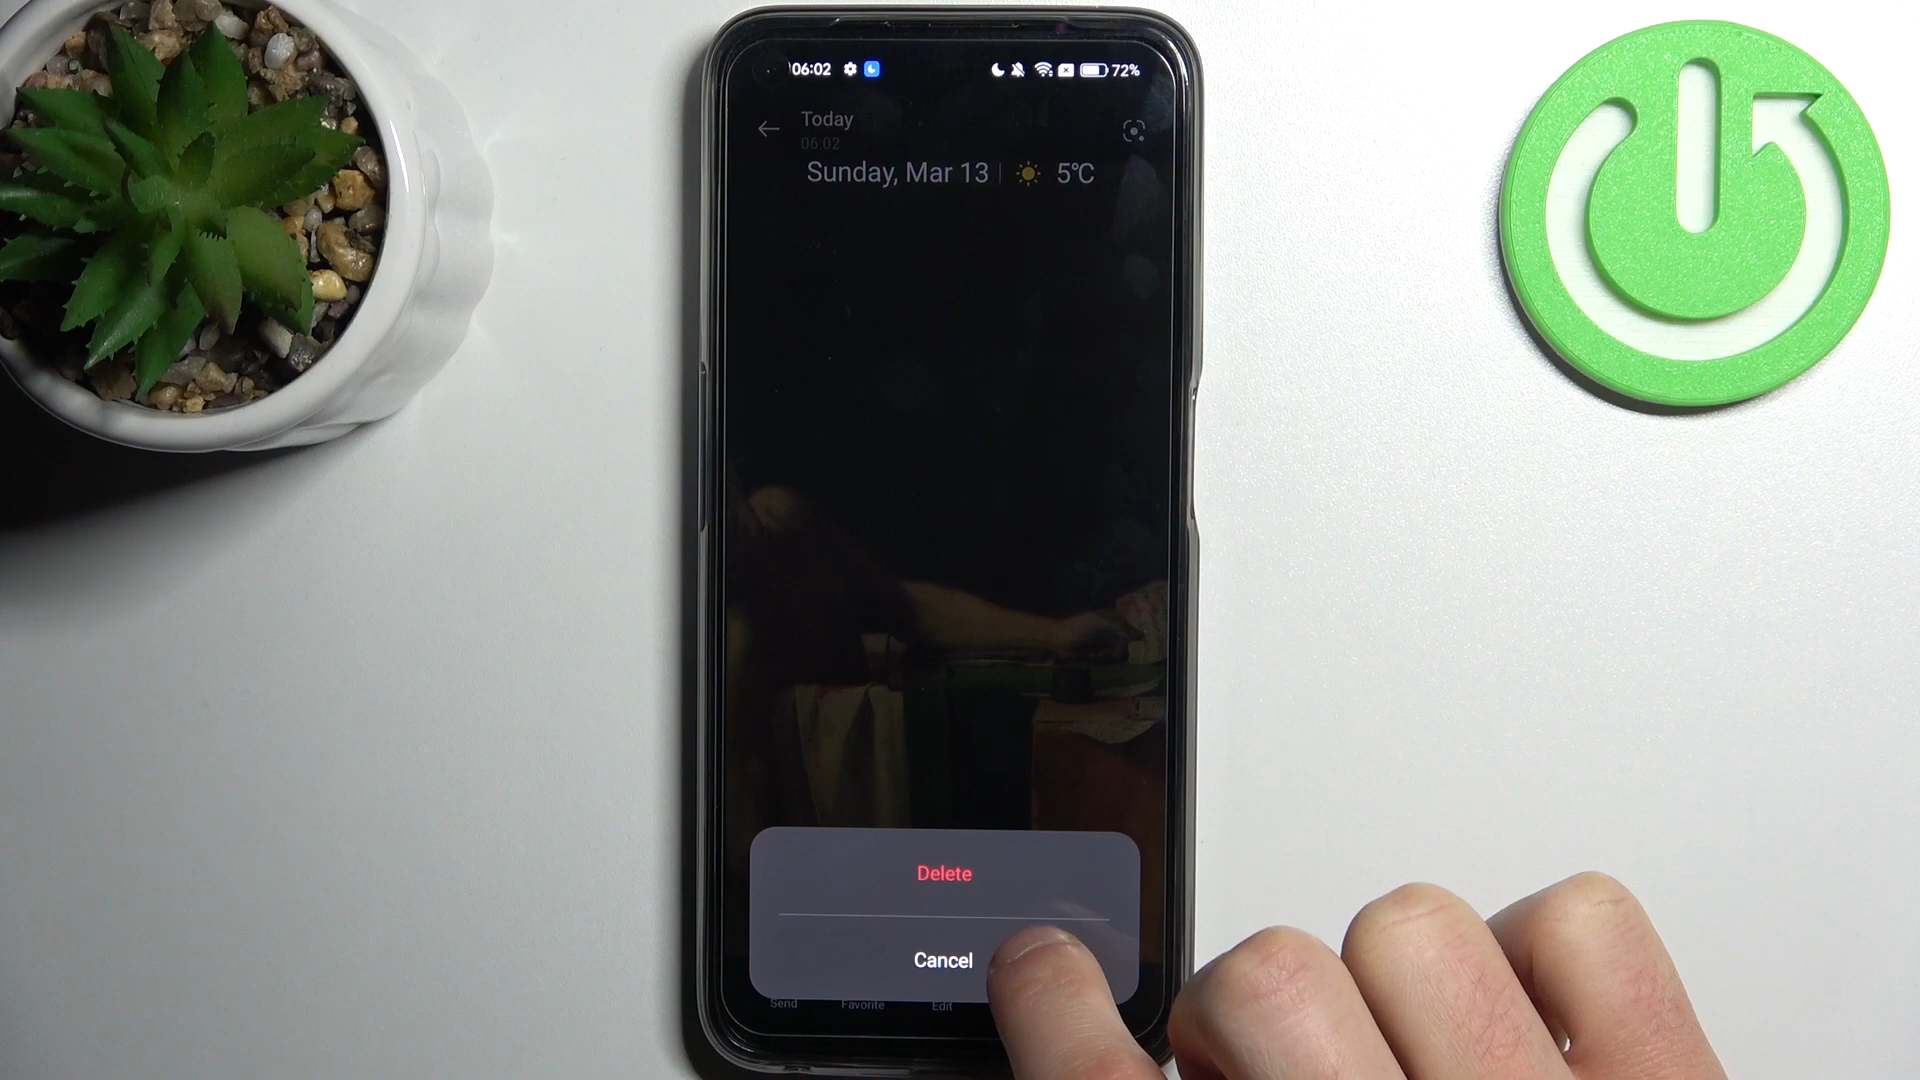 06:02 72%
Today
06:02
Sunday, Mar 13 | 5°C
Delete
Cancel
Send Favorite Edit